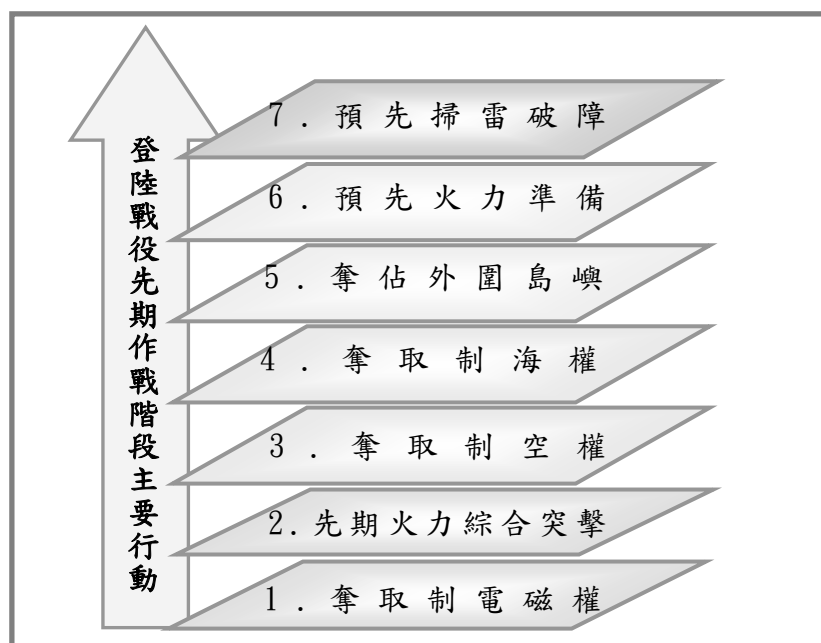 登陸戰役先期作戰階段主要行動
7.預先掃雷破障
6.預先火力準備
5.奪佔外圍島嶼
4.奪取制海權
3.奪取制空權
2.先期火力綜合突擊
1.奪取制電磁權